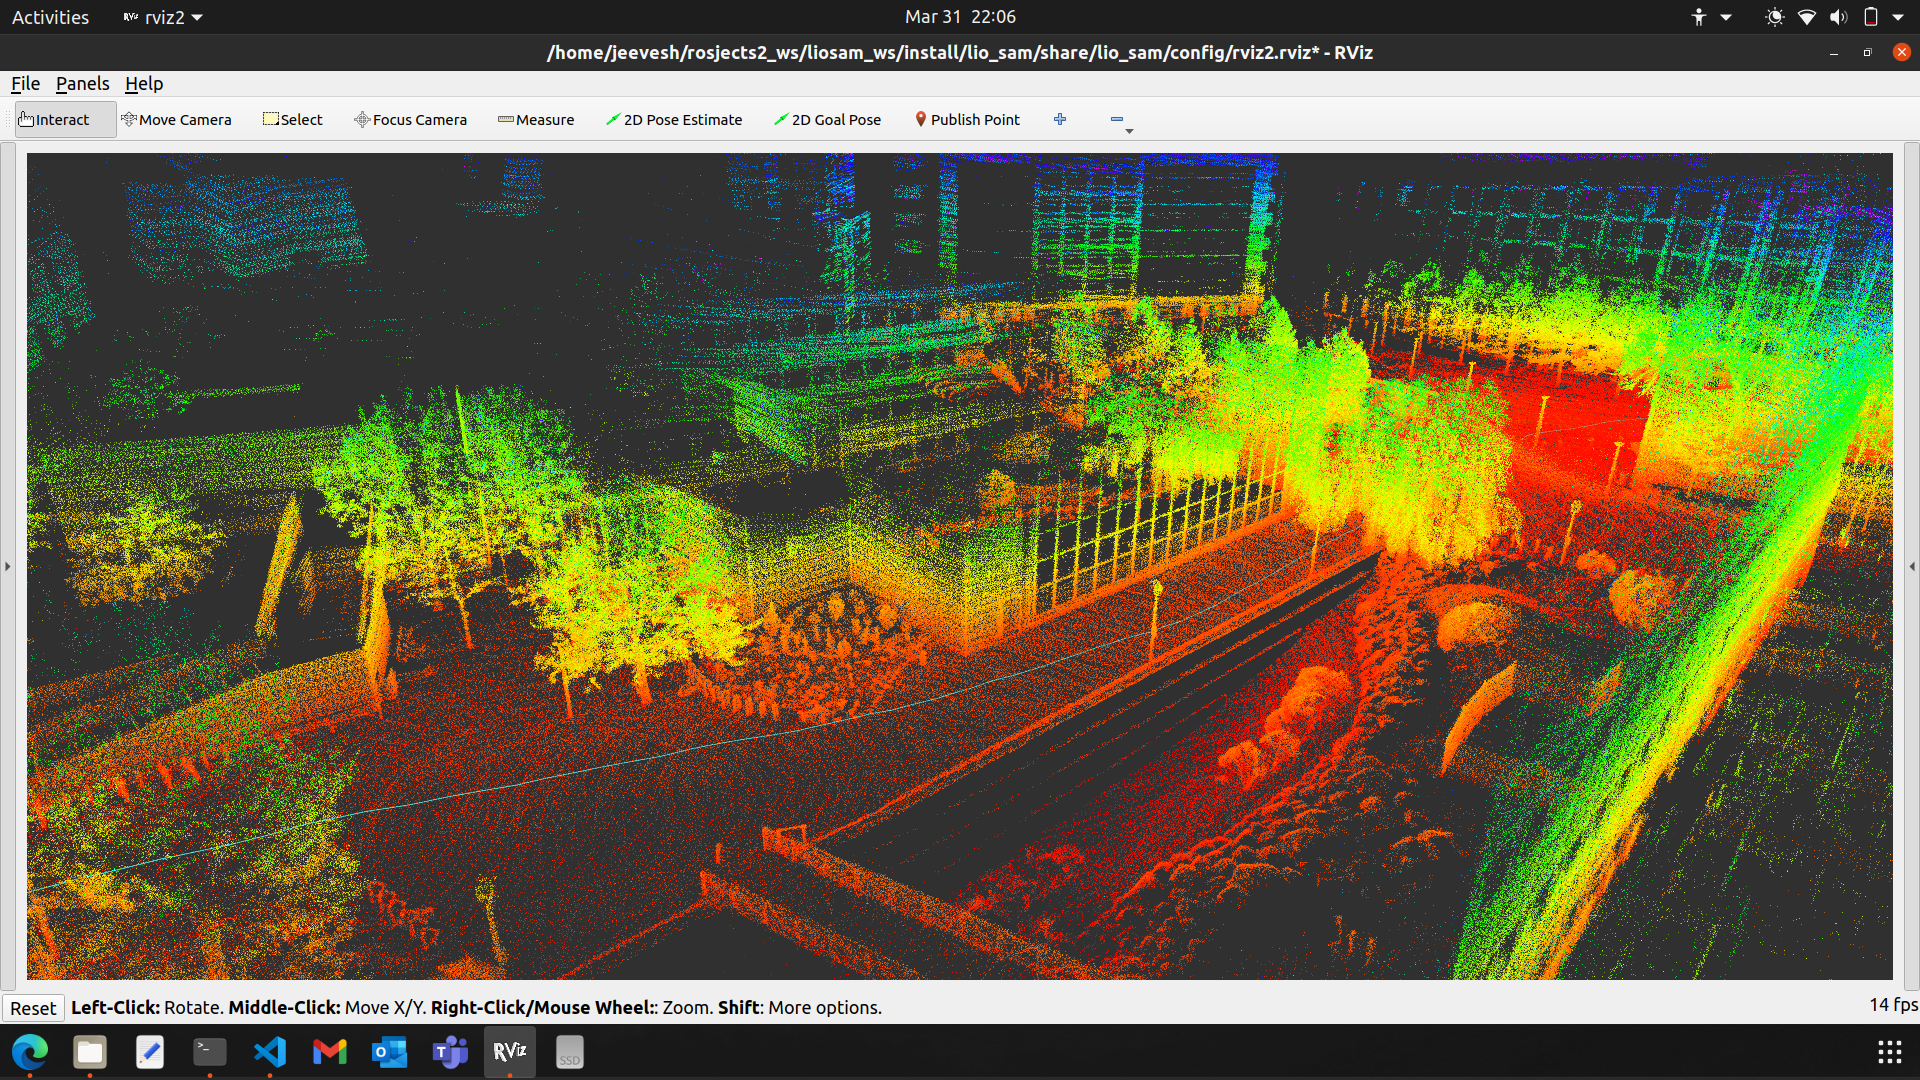 Activities
RViz rviz2
Mar 31 22:06
/home/jeevesh/rosjects2_ws/liosam_ws/install/lio_sam/share/lio_sam/config/rviz2.rviz* - RViz
File Panels Help
Interact Move Camera Select Focus Camera Measure 2D Pose Estimate 2D Goal Pose Publish Point
Reset Left-Click: Rotate. Middle-Click: Move X/Y. Right-Click/Mouse Wheel:: Zoom. Shift: More options. 14 fps
>_ M O T RViz SSD